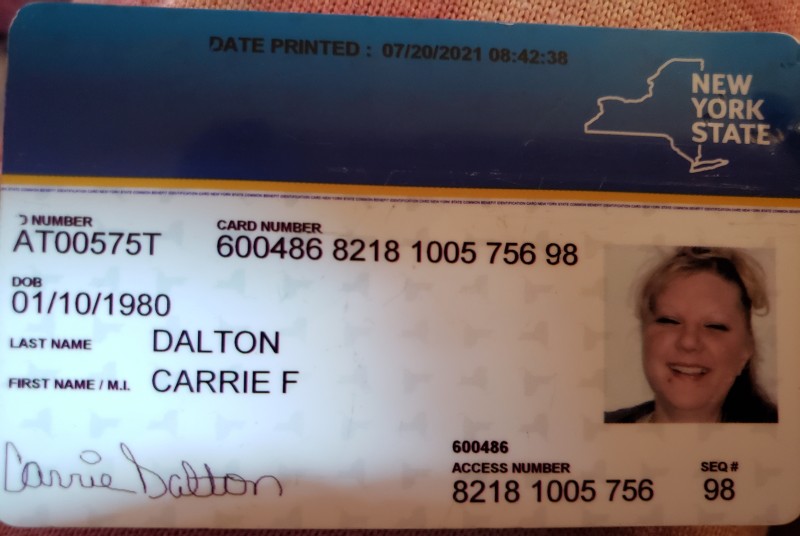 DATE PRINTED : 07/20/2021 08:42:38
NEW
YORK
STATE
NUMBER
AT00575T
CARD NUMBER
600486 8218 1005 756 98
DOB
01/10/1980
LAST NAME DALTON
FIRST NAME / M.I. CARRIE F
Carrie Dalton
600486
ACCESS NUMBER
8218 1005 756
SEQ #
98